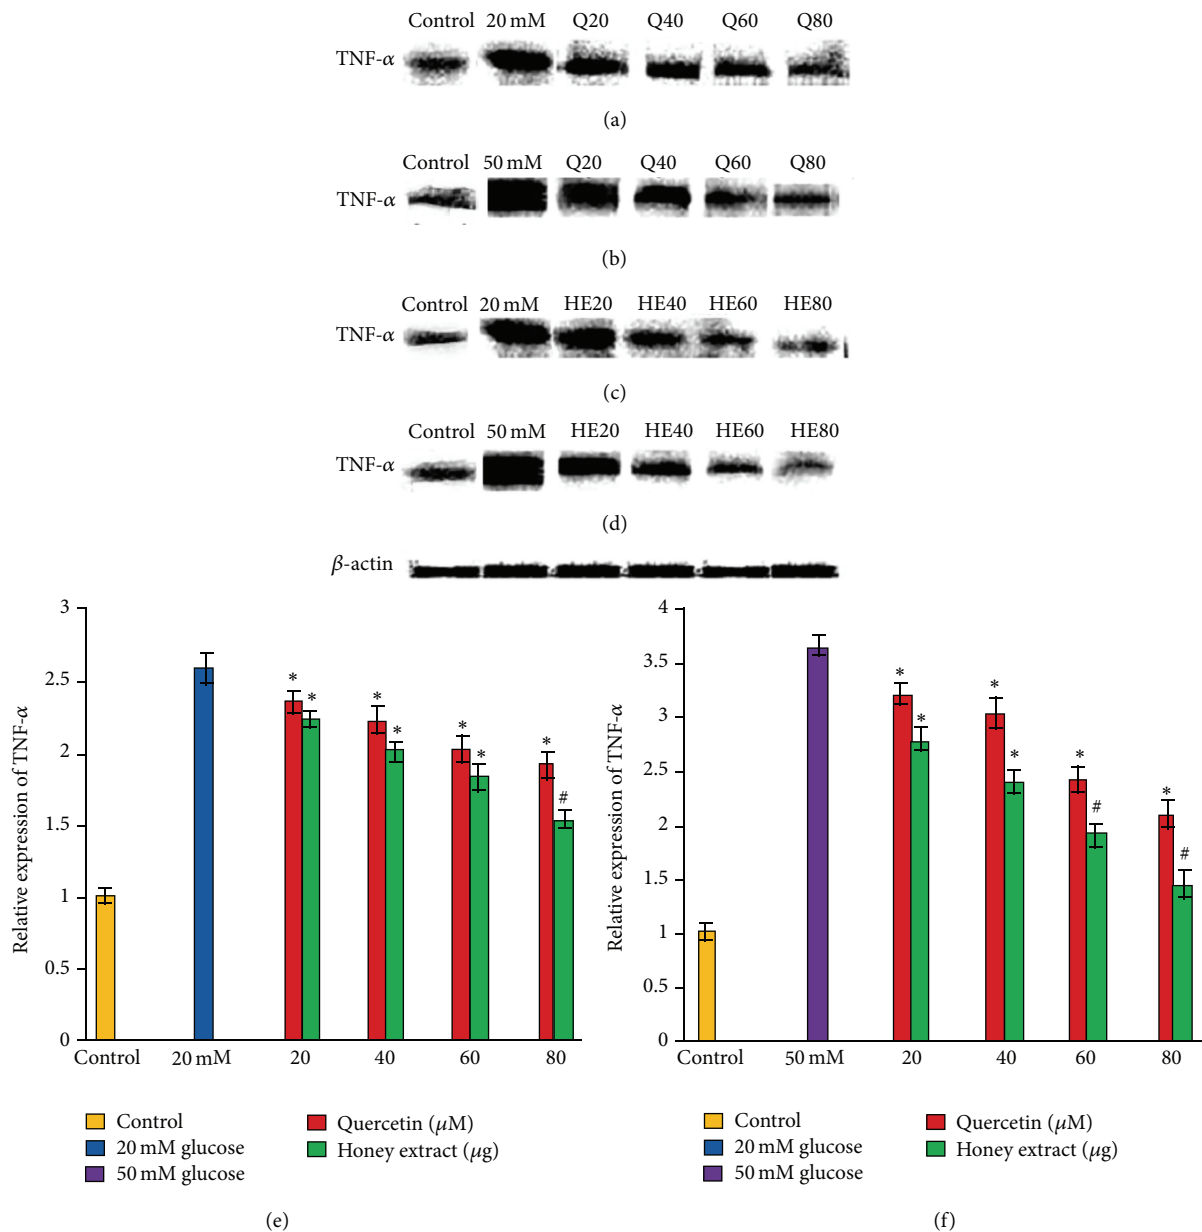 Control 20 mM Q20 Q40 Q60 Q80
TNF-α
(a)
Control 50 mM Q20 Q40 Q60 Q80
TNF-α
(b)
Control 20 mM HE20 HE40 HE60 HE80
TNF-α
(c)
Control 50 mM HE20 HE40 HE60 HE80
TNF-α
(d)
β-actin
Relative expression of TNF-α
3
2.5
2
1.5
1
0.5
0
* * * * * * * #
Control 20 mM 20 40 60 80
Control
20 mM glucose
50 mM glucose
Quercetin (μM)
Honey extract (μg)
(e)
Relative expression of TNF-α
4
3.5
3
2.5
2
1.5
1
0.5
0
* * * * * # * #
Control 50 mM 20 40 60 80
Control
20 mM glucose
50 mM glucose
Quercetin (μM)
Honey extract (μg)
(f)